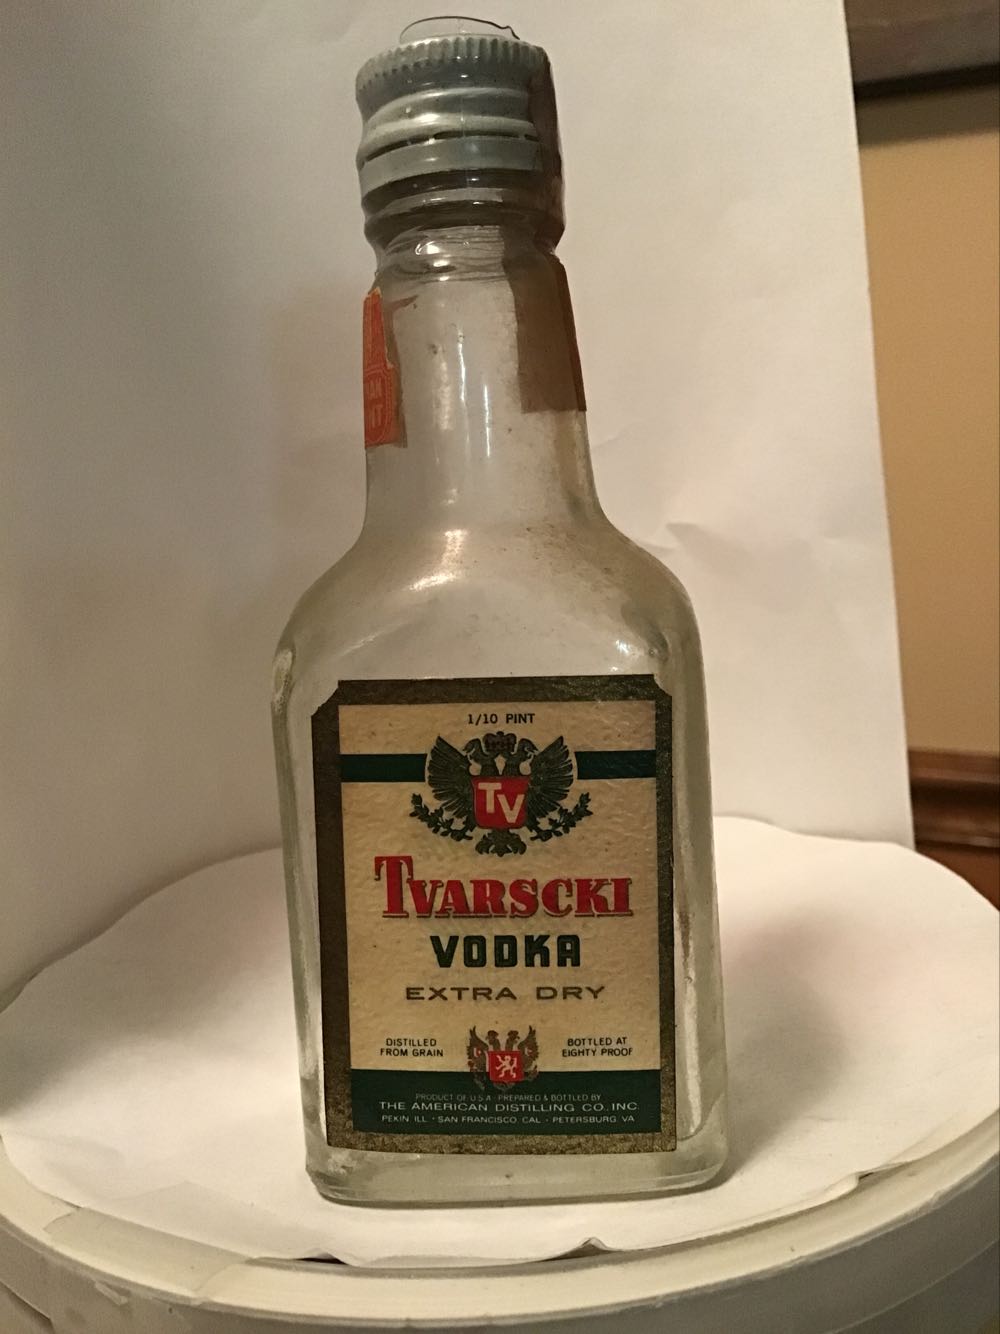 1/10 PINT
TV
TVARSCKI
VODKA
EXTRA DRY
DISTILLED
FROM GRAIN
BOTTLED AT
EIGHTY PROOF
PRODUCT OF U.S.A. PREPARED & BOTTLED BY
THE AMERICAN DISTILLING CO., INC.
PEKIN, ILL · SAN FRANCISCO, CAL · PETERSBURG, VA